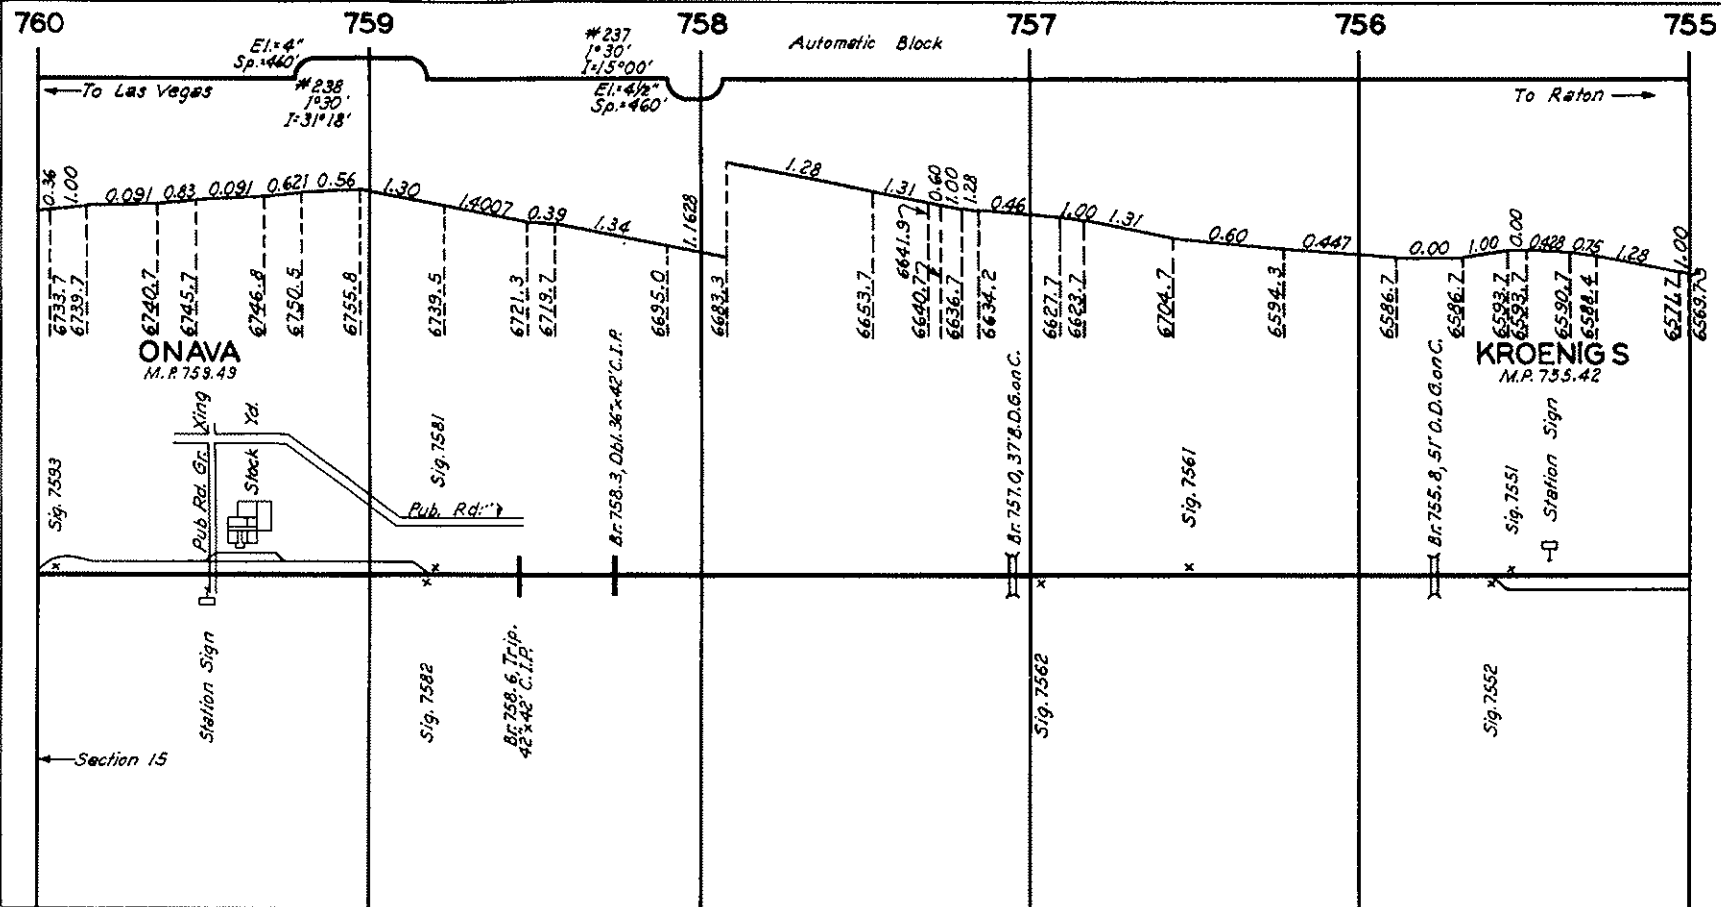 760 759 758 757 756 755
El.=4"
Sp.=460'
#237
1°30'
I=15°00'
Automatic Block
To Las Vegas
#238
1°30'
I=31°18'
El.=4½"
Sp.=460'
To Raton
0.36 1.00 0.091 0.83 0.091 0.621 0.56 1.30 1.4007 0.39 1.34 1.1628 1.28 1.31 0.60 1.00 1.28 0.46 1.00 1.31 0.60 0.447 0.00 1.00 0.00 0.428 0.75 1.28 1.00
6733.7 6739.7 6740.7 6745.7 6746.8 6750.5 6755.8 6739.5 6721.3 6719.7 6695.0 6683.3 6653.7 6641.97 6640.77 6636.7 6634.2 6627.7 6623.7 6704.7 6594.3 6586.7 6586.7 6593.7 6593.7 6590.7 6588.4 6571.7 6569.70
ONAVA
M.P. 759.49
KROENIGS
M.P. 755.42
Sig. 7593
Pub. Rd. Gr. Xing
Stock Yd.
Sig. 7581
Pub. Rd.
Br. 758.3, Dbl. 36"x42' C.I.P.
Br. 757.0, 37' B.D.G. on C.
Sig. 7561
Br. 755.8, 51' O.D.G. on C.
Sig. 7551
Station Sign
Station Sign
Sig. 7582
Br. 758.6, Trip.
42"x42' C.I.P.
Sig. 7562
Sig. 7552
Section 15